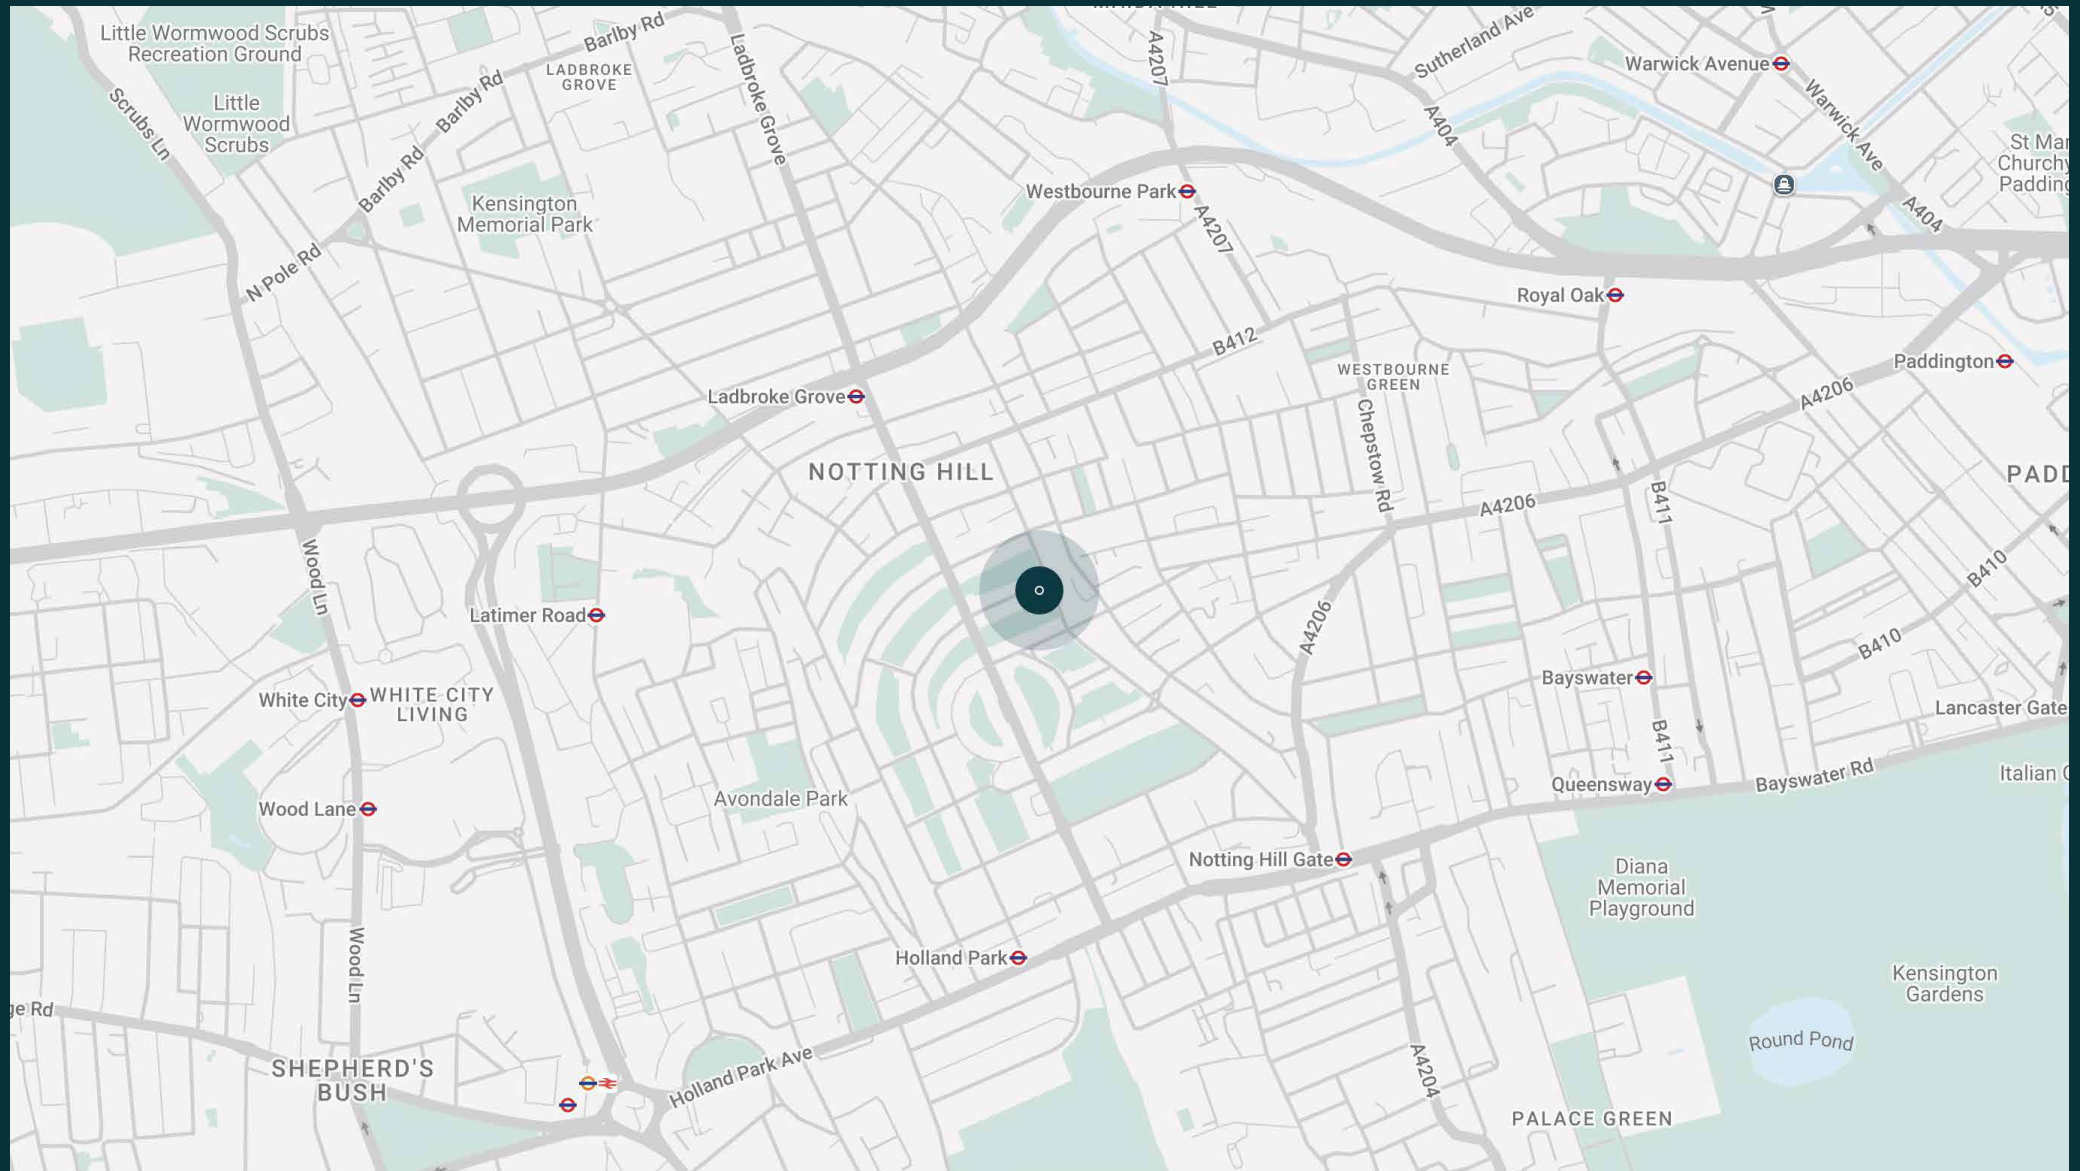 Little Wormwood Scrubs
Recreation Ground
Barlby Rd
Ladbroke Grove
A4207
Sutherland Ave
Warwick Avenue
LADBROKE
GROVE
Little
Wormwood
Scrubs
Scrubs Ln
Barlby Rd
A404
Warwick Ave
Barlby Rd
Kensington
Memorial Park
Westbourne Park
A4207
A404
N Pole Rd
Royal Oak
B412
WESTBOURNE
GREEN
Paddington
A4206
Ladbroke Grove
Chepstow Rd
NOTTING HILL
A4206
B411
PADD
Wood Ln
B410
Latimer Road
A4206
B410
White City
WHITE CITY
LIVING
Bayswater
Lancaster Gate
B411
Queensway
Bayswater Rd
Italian
Avondale Park
Wood Lane
Notting Hill Gate
Diana
Memorial
Playground
Holland Park
Wood Ln
Kensington
Gardens
ge Rd
Round Pond
SHEPHERD'S
BUSH
Holland Park Ave
A4204
PALACE GREEN